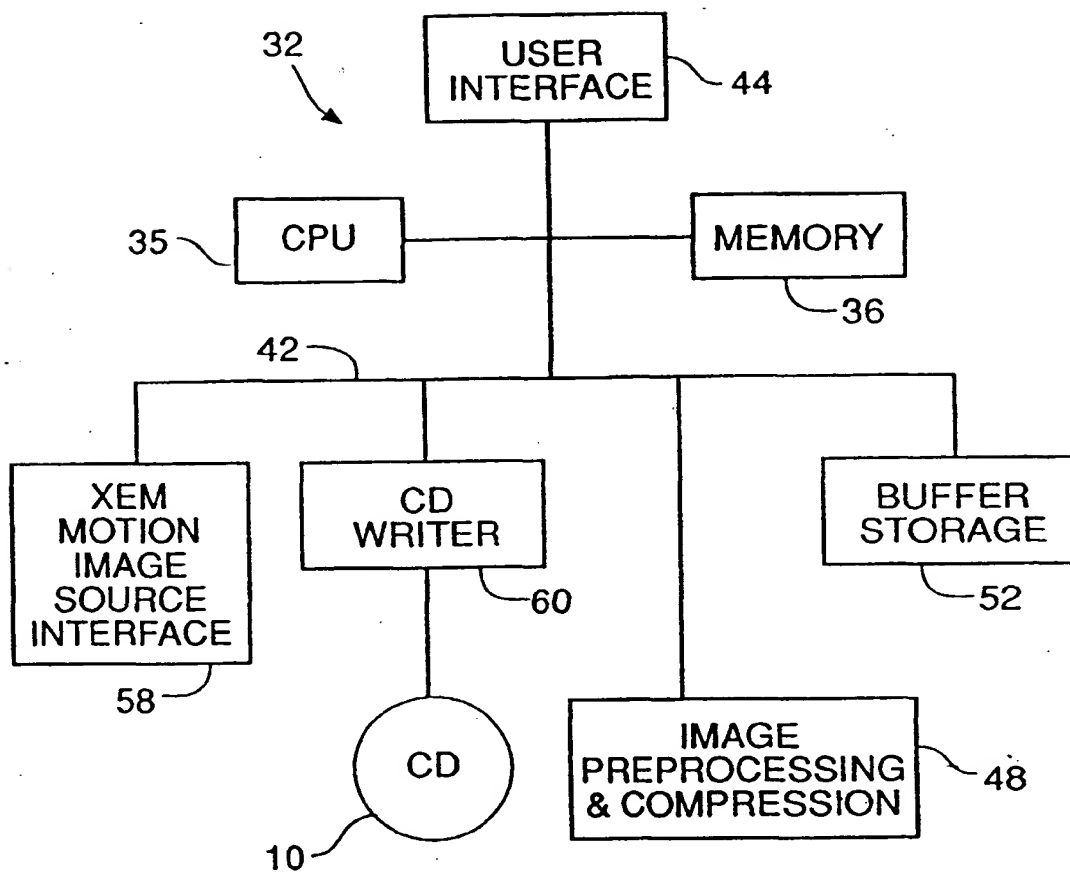 32
USER
INTERFACE
44
CPU
35
MEMORY
36
42
XEM
MOTION
IMAGE
SOURCE
INTERFACE
58
CD
WRITER
60
BUFFER
STORAGE
52
CD
10
IMAGE
PREPROCESSING
& COMPRESSION
48